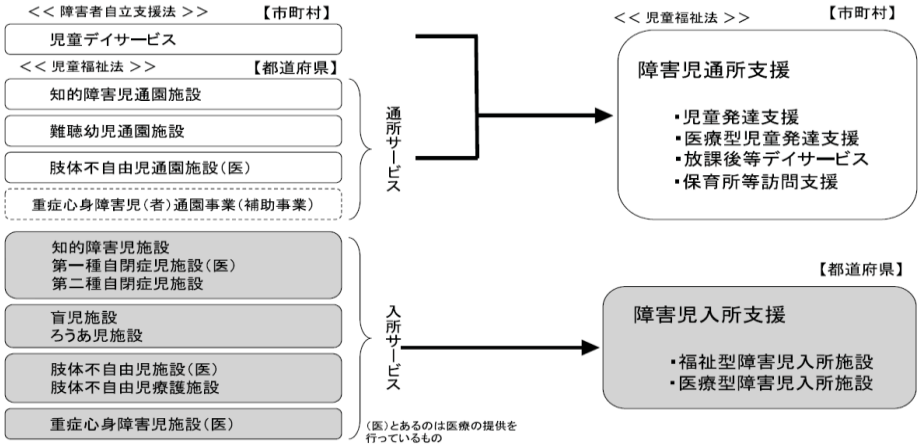 << 障害者自立支援法 >> 【市町村】
児童デイサービス
<< 児童福祉法 >> 【都道府県】
知的障害児通園施設
難聴幼児通園施設
肢体不自由児通園施設(医)
重症心身障害児(者)通園事業(補助事業)
通所サービス
知的障害児施設
第一種自閉症児施設(医)
第二種自閉症児施設
盲児施設
ろうあ児施設
肢体不自由児施設(医)
肢体不自由児療護施設
重症心身障害児施設(医)
入所サービス
(医)とあるのは医療の提供を
行っているもの
<< 児童福祉法 >> 【市町村】
障害児通所支援
・児童発達支援
・医療型児童発達支援
・放課後等デイサービス
・保育所等訪問支援
【都道府県】
障害児入所支援
・福祉型障害児入所施設
・医療型障害児入所施設